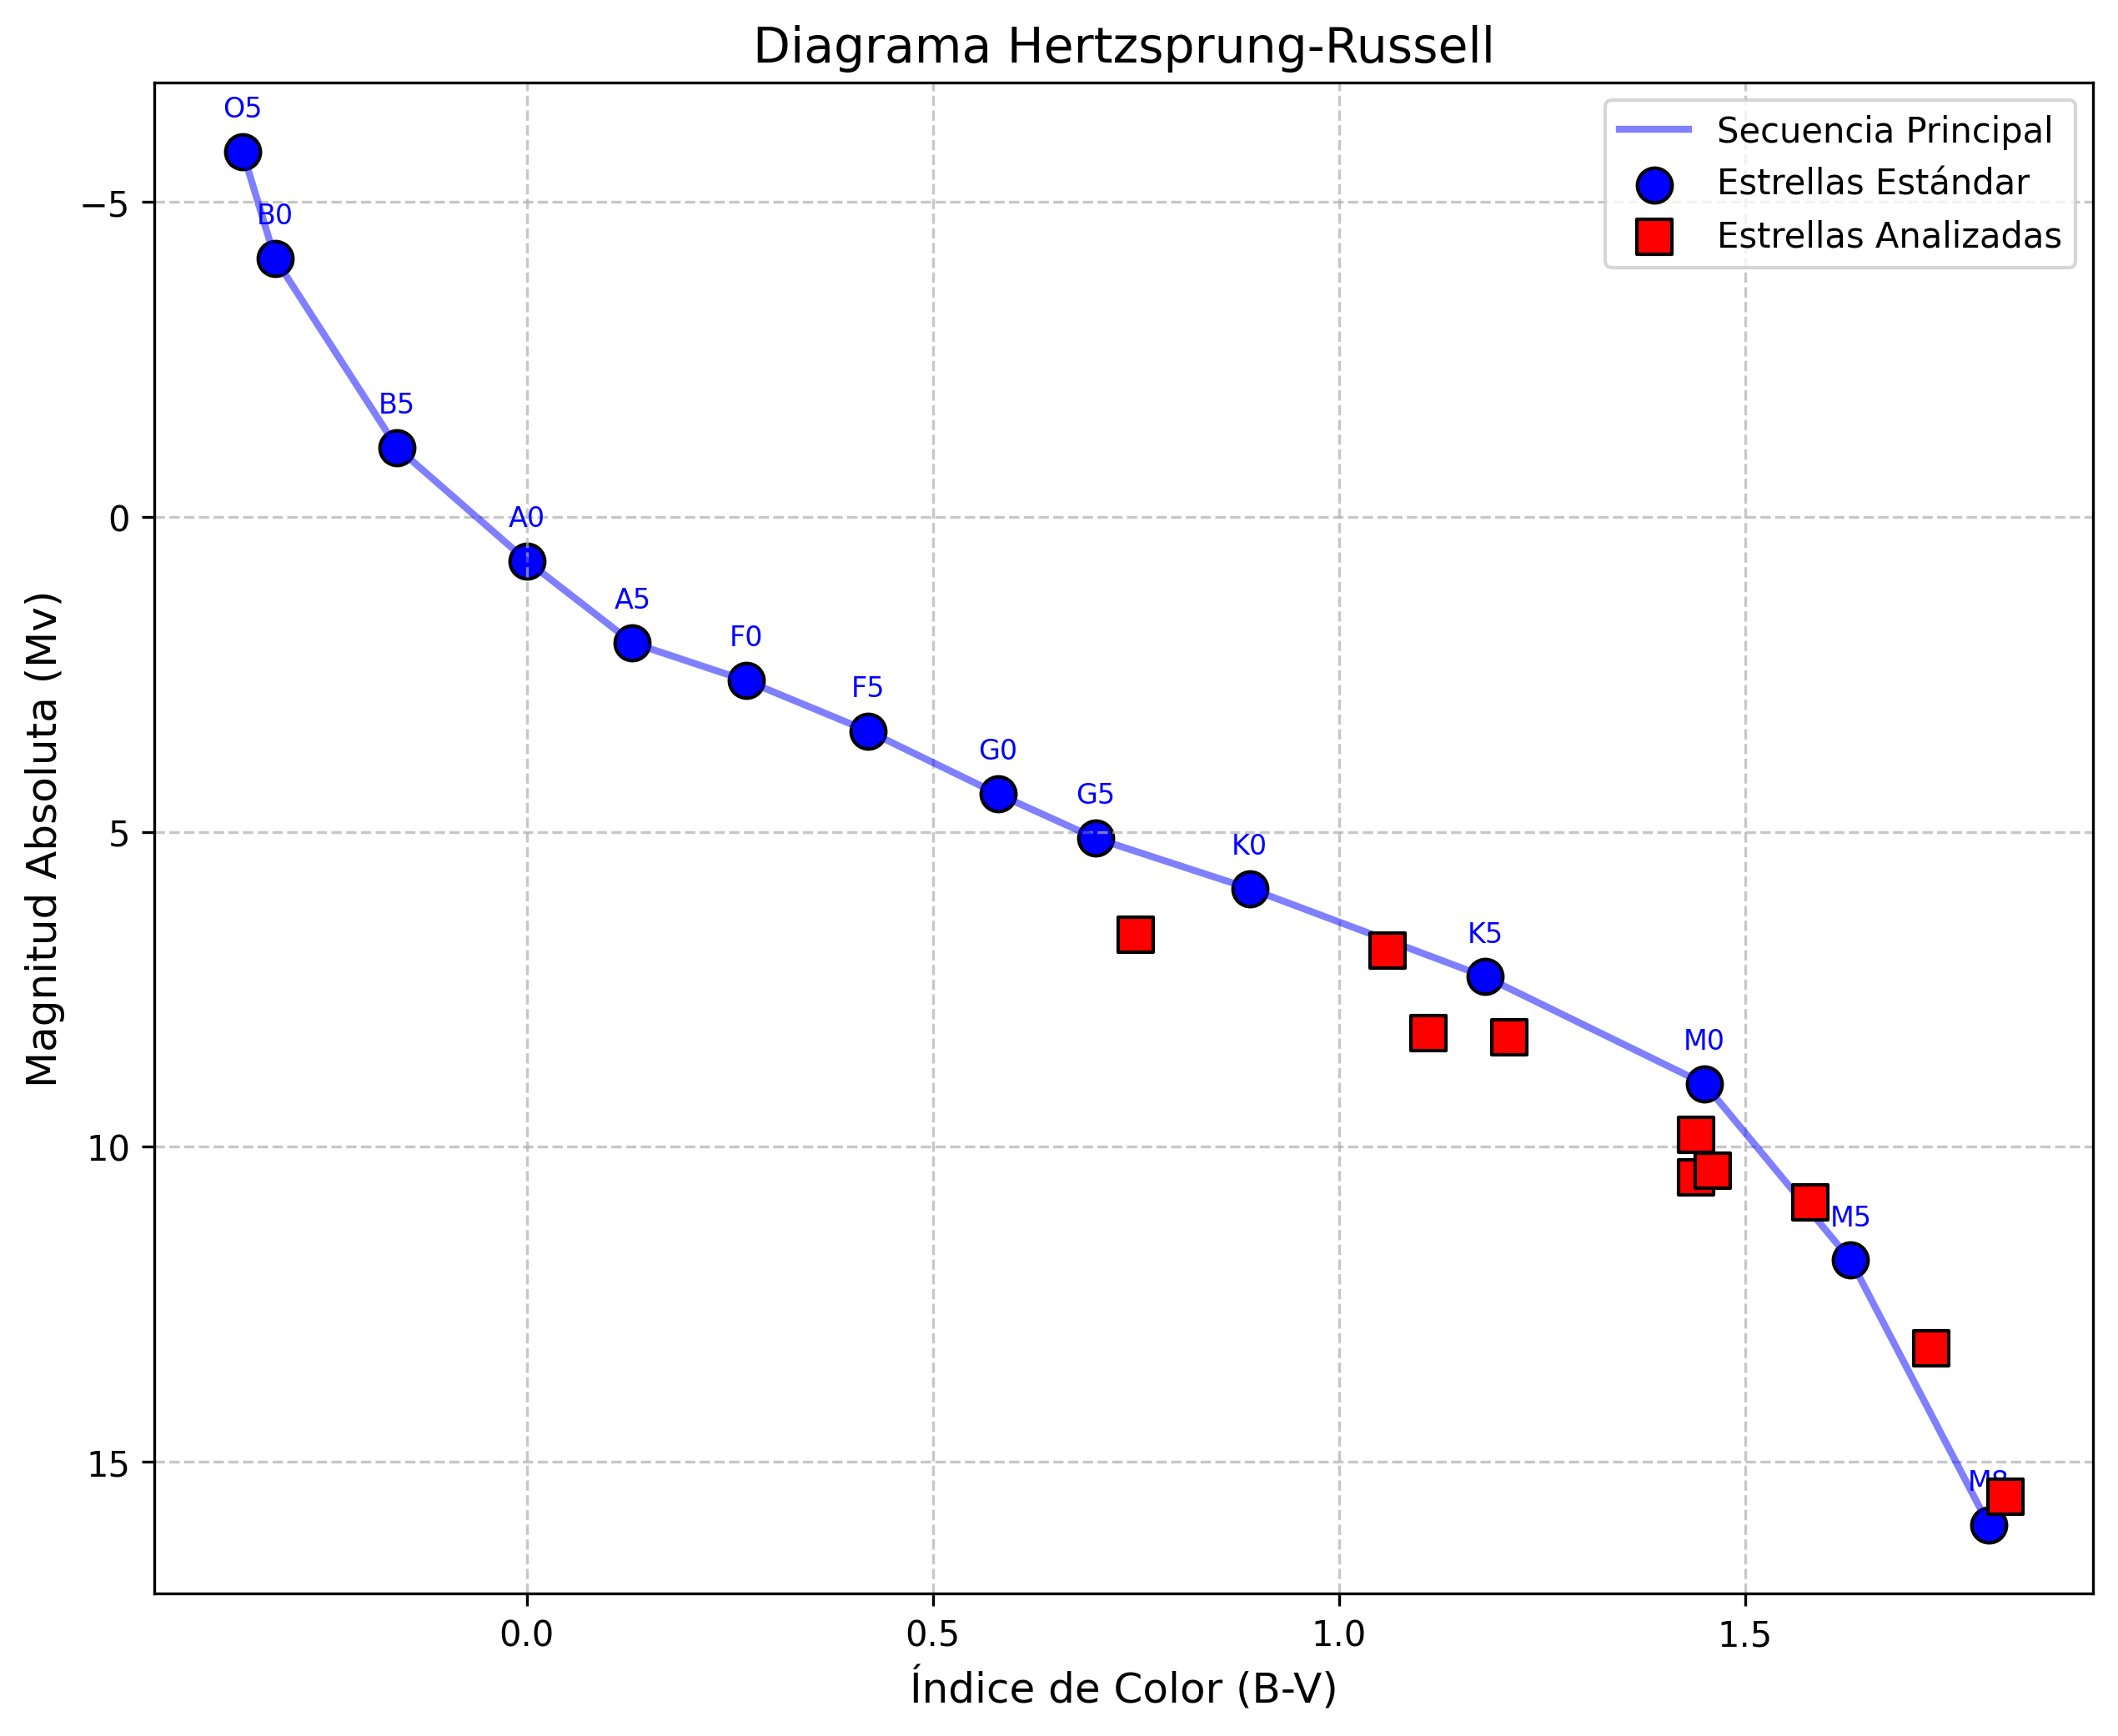 Diagrama Hertzsprung-Russell
Secuencia Principal
Estrellas Estándar
Estrellas Analizadas
O5
B0
B5
A0
A5
F0
F5
G0
G5
K0
K5
M0
M5
M8
−5
0
5
10
15
Magnitud Absoluta (Mv)
0.0
0.5
1.0
1.5
Índice de Color (B-V)